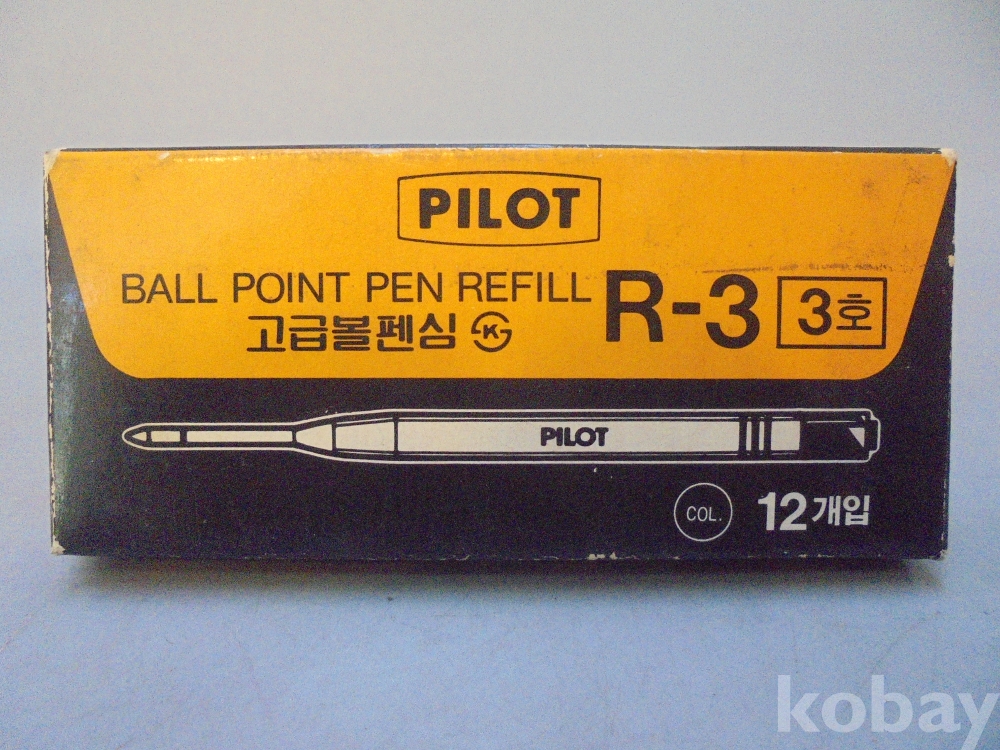 PILOT
BALL POINT PEN REFILL R-3 3호
고급볼펜심 K
PILOT
COL. 12개입
kobay